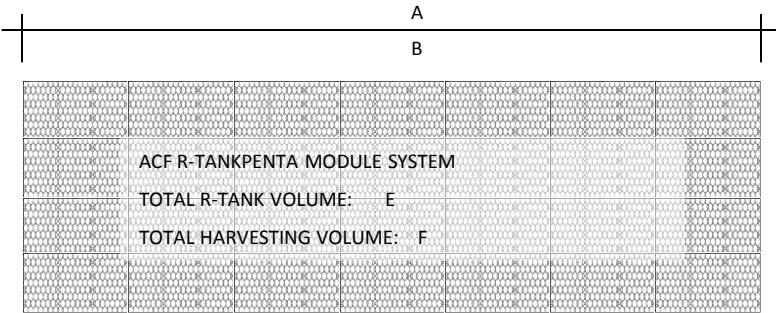 A
B
ACF R-TANKPENTA MODULE SYSTEM
TOTAL R-TANK VOLUME: E
TOTAL HARVESTING VOLUME: F